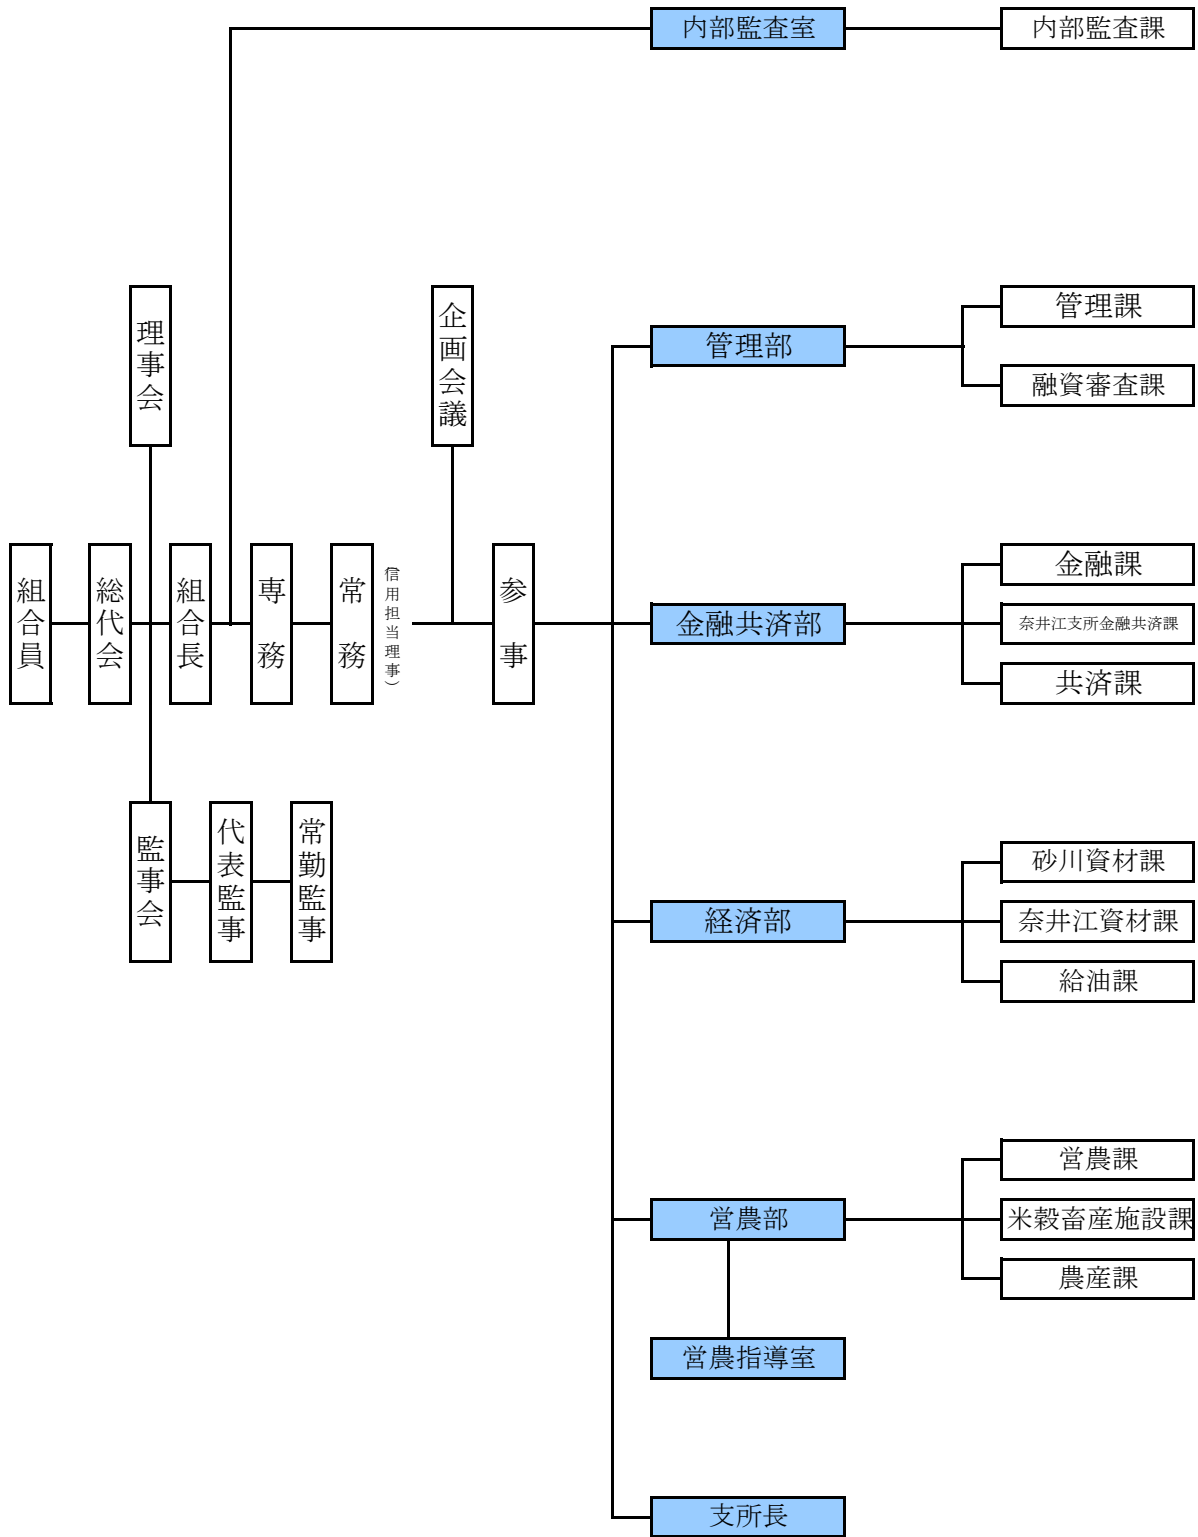 内部監査室
内部監査課
理事会
企画会議
管理部
管理課
融資審査課
組合員
総代会
組合長
専務
常務
（信用担当理事）
参事
金融共済部
金融課
奈井江支所金融共済課
共済課
監事会
代表監事
常勤監事
経済部
砂川資材課
奈井江資材課
給油課
営農部
営農課
米穀畜産施設課
農産課
営農指導室
支所長